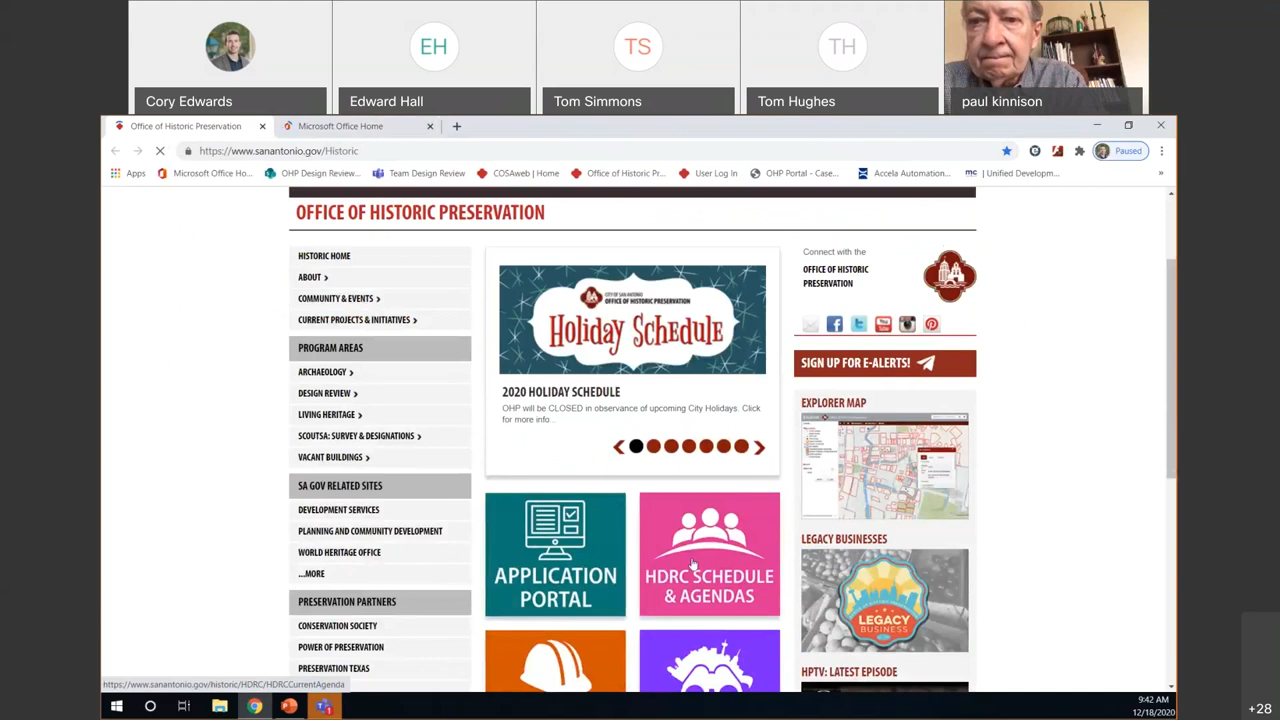 EH
TS
TH
Cory Edwards
Edward Hall
Tom Simmons
Tom Hughes
paul kinnison
Office of Historic Preservation
Microsoft Office Home
https://www.sanantonio.gov/Historic
Paused
Apps
Microsoft Office Ho...
OHP Design Review...
Team Design Review
COSAweb | Home
Office of Historic Pr...
User Log In
OHP Portal - Case...
Accela Automation...
mc
| Unified Develop...
»
OFFICE OF HISTORIC PRESERVATION
HISTORIC HOME
ABOUT
COMMUNITY & EVENTS
CURRENT PROJECTS & INITIATIVES
PROGRAM AREAS
ARCHAEOLOGY
DESIGN REVIEW
LIVING HERITAGE
SCOUTSA: SURVEY & DESIGNATIONS
VACANT BUILDINGS
SA GOV RELATED SITES
DEVELOPMENT SERVICES
PLANNING AND COMMUNITY DEVELOPMENT
WORLD HERITAGE OFFICE
...MORE
PRESERVATION PARTNERS
CONSERVATION SOCIETY
POWER OF PRESERVATION
PRESERVATION TEXAS
CITY OF SAN ANTONIO
OFFICE OF HISTORIC PRESERVATION
Holiday Schedule
2020 HOLIDAY SCHEDULE
OHP will be CLOSED in observance of upcoming City Holidays. Click
for more info...
APPLICATION
PORTAL
HDRC SCHEDULE
& AGENDAS
Connect with the
OFFICE OF HISTORIC
PRESERVATION
You
Tube
SIGN UP FOR E-ALERTS!
EXPLORER MAP
LEGACY BUSINESSES
LEGACY
BUSINESS
HPTV: LATEST EPISODE
https://www.sanantonio.gov/historic/HDRC/HDRCCurrentAgenda
9:42 AM
12/18/2020
+28